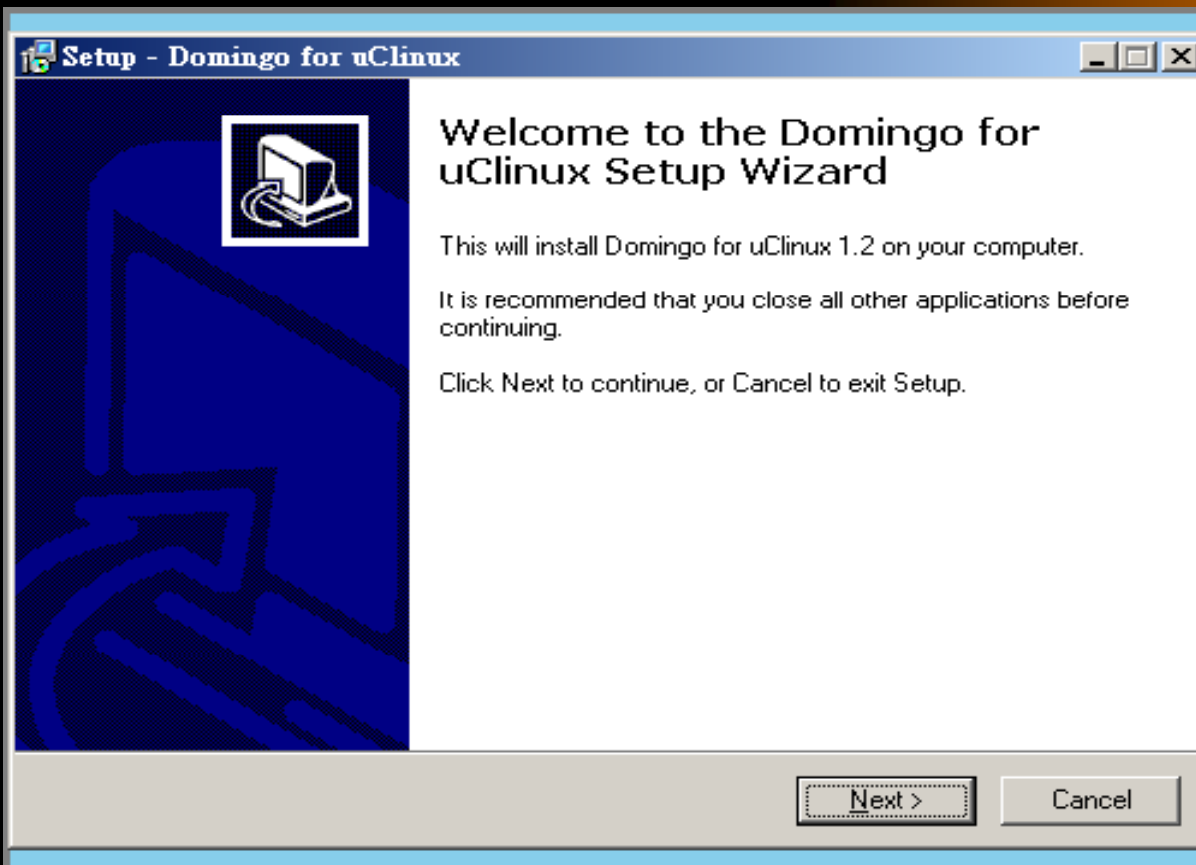 Setup - Domingo for uClinux
Welcome to the Domingo for
uClinux Setup Wizard
This will install Domingo for uClinux 1.2 on your computer.
It is recommended that you close all other applications before
continuing.
Click Next to continue, or Cancel to exit Setup.
Next >
Cancel